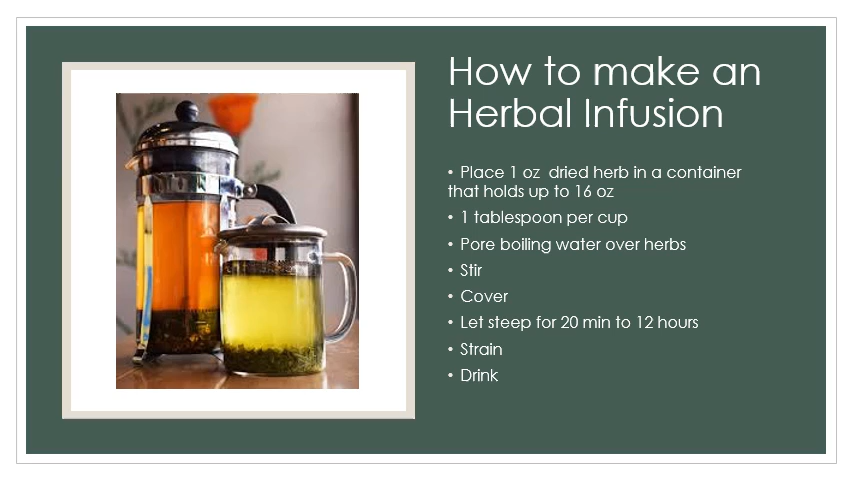 How to make an
Herbal Infusion
• Place 1 oz  dried herb in a container
that holds up to 16 oz
• 1 tablespoon per cup
• Pore boiling water over herbs
• Stir
• Cover
• Let steep for 20 min to 12 hours
• Strain
• Drink